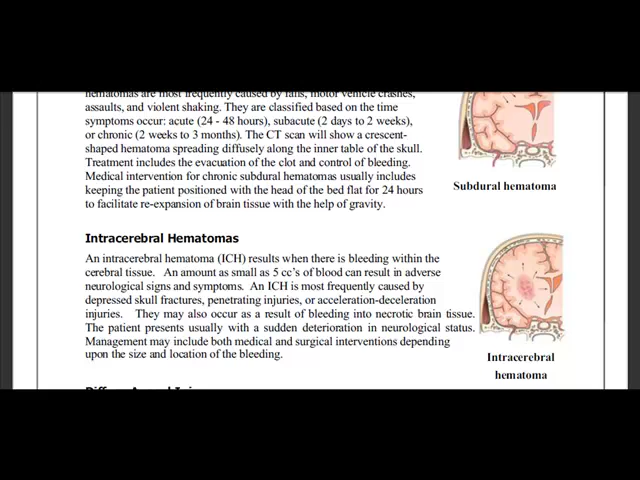 hematomas are most frequently caused by falls, motor vehicle crashes,
assaults, and violent shaking. They are classified based on the time
symptoms occur: acute (24 - 48 hours), subacute (2 days to 2 weeks),
or chronic (2 weeks to 3 months). The CT scan will show a crescent-
shaped hematoma spreading diffusely along the inner table of the skull.
Treatment includes the evacuation of the clot and control of bleeding.
Medical intervention for chronic subdural hematomas usually includes
keeping the patient positioned with the head of the bed flat for 24 hours
to facilitate re-expansion of brain tissue with the help of gravity.
Subdural hematoma
Intracerebral Hematomas
An intracerebral hematoma (ICH) results when there is bleeding within the
cerebral tissue. An amount as small as 5 cc's of blood can result in adverse
neurological signs and symptoms. An ICH is most frequently caused by
depressed skull fractures, penetrating injuries, or acceleration-deceleration
injuries. They may also occur as a result of bleeding into necrotic brain tissue.
The patient presents usually with a sudden deterioration in neurological status.
Management may include both medical and surgical interventions depending
upon the size and location of the bleeding.
Intracerebral
hematoma